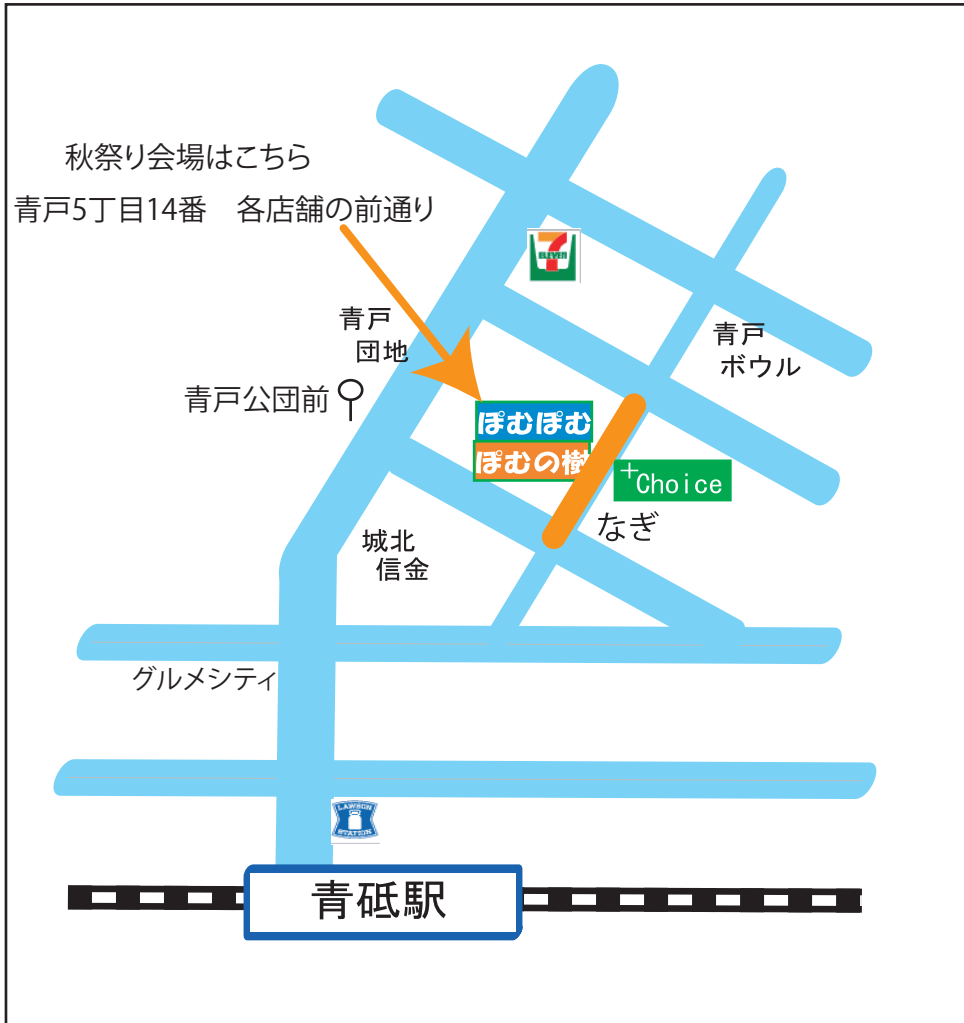 秋祭り会場はこちら
青戸5丁目14番　各店舗の前通り
7
ELEVEN
青戸
団地
青戸
ボウル
青戸公団前
ぽむぽむ
ぽむの樹
+Choice
なぎ
城北
信金
グルメシティ
LAWSON
STATION
青砥駅